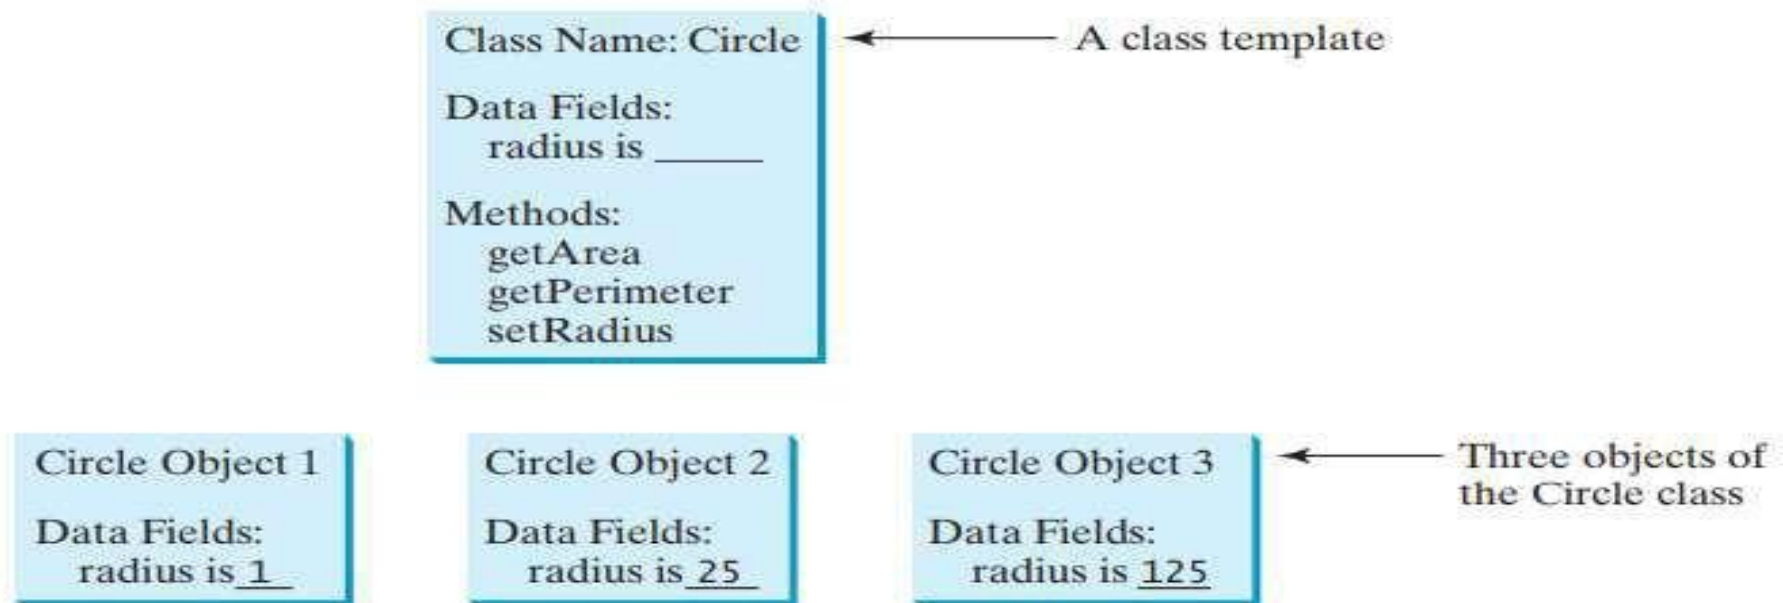 Class Name: Circle
A class template
Data Fields:
radius is ______
Methods:
getArea
getPerimeter
setRadius
Circle Object 1
Data Fields:
radius is 1
Circle Object 2
Data Fields:
radius is 25
Circle Object 3
Data Fields:
radius is 125
Three objects of
the Circle class